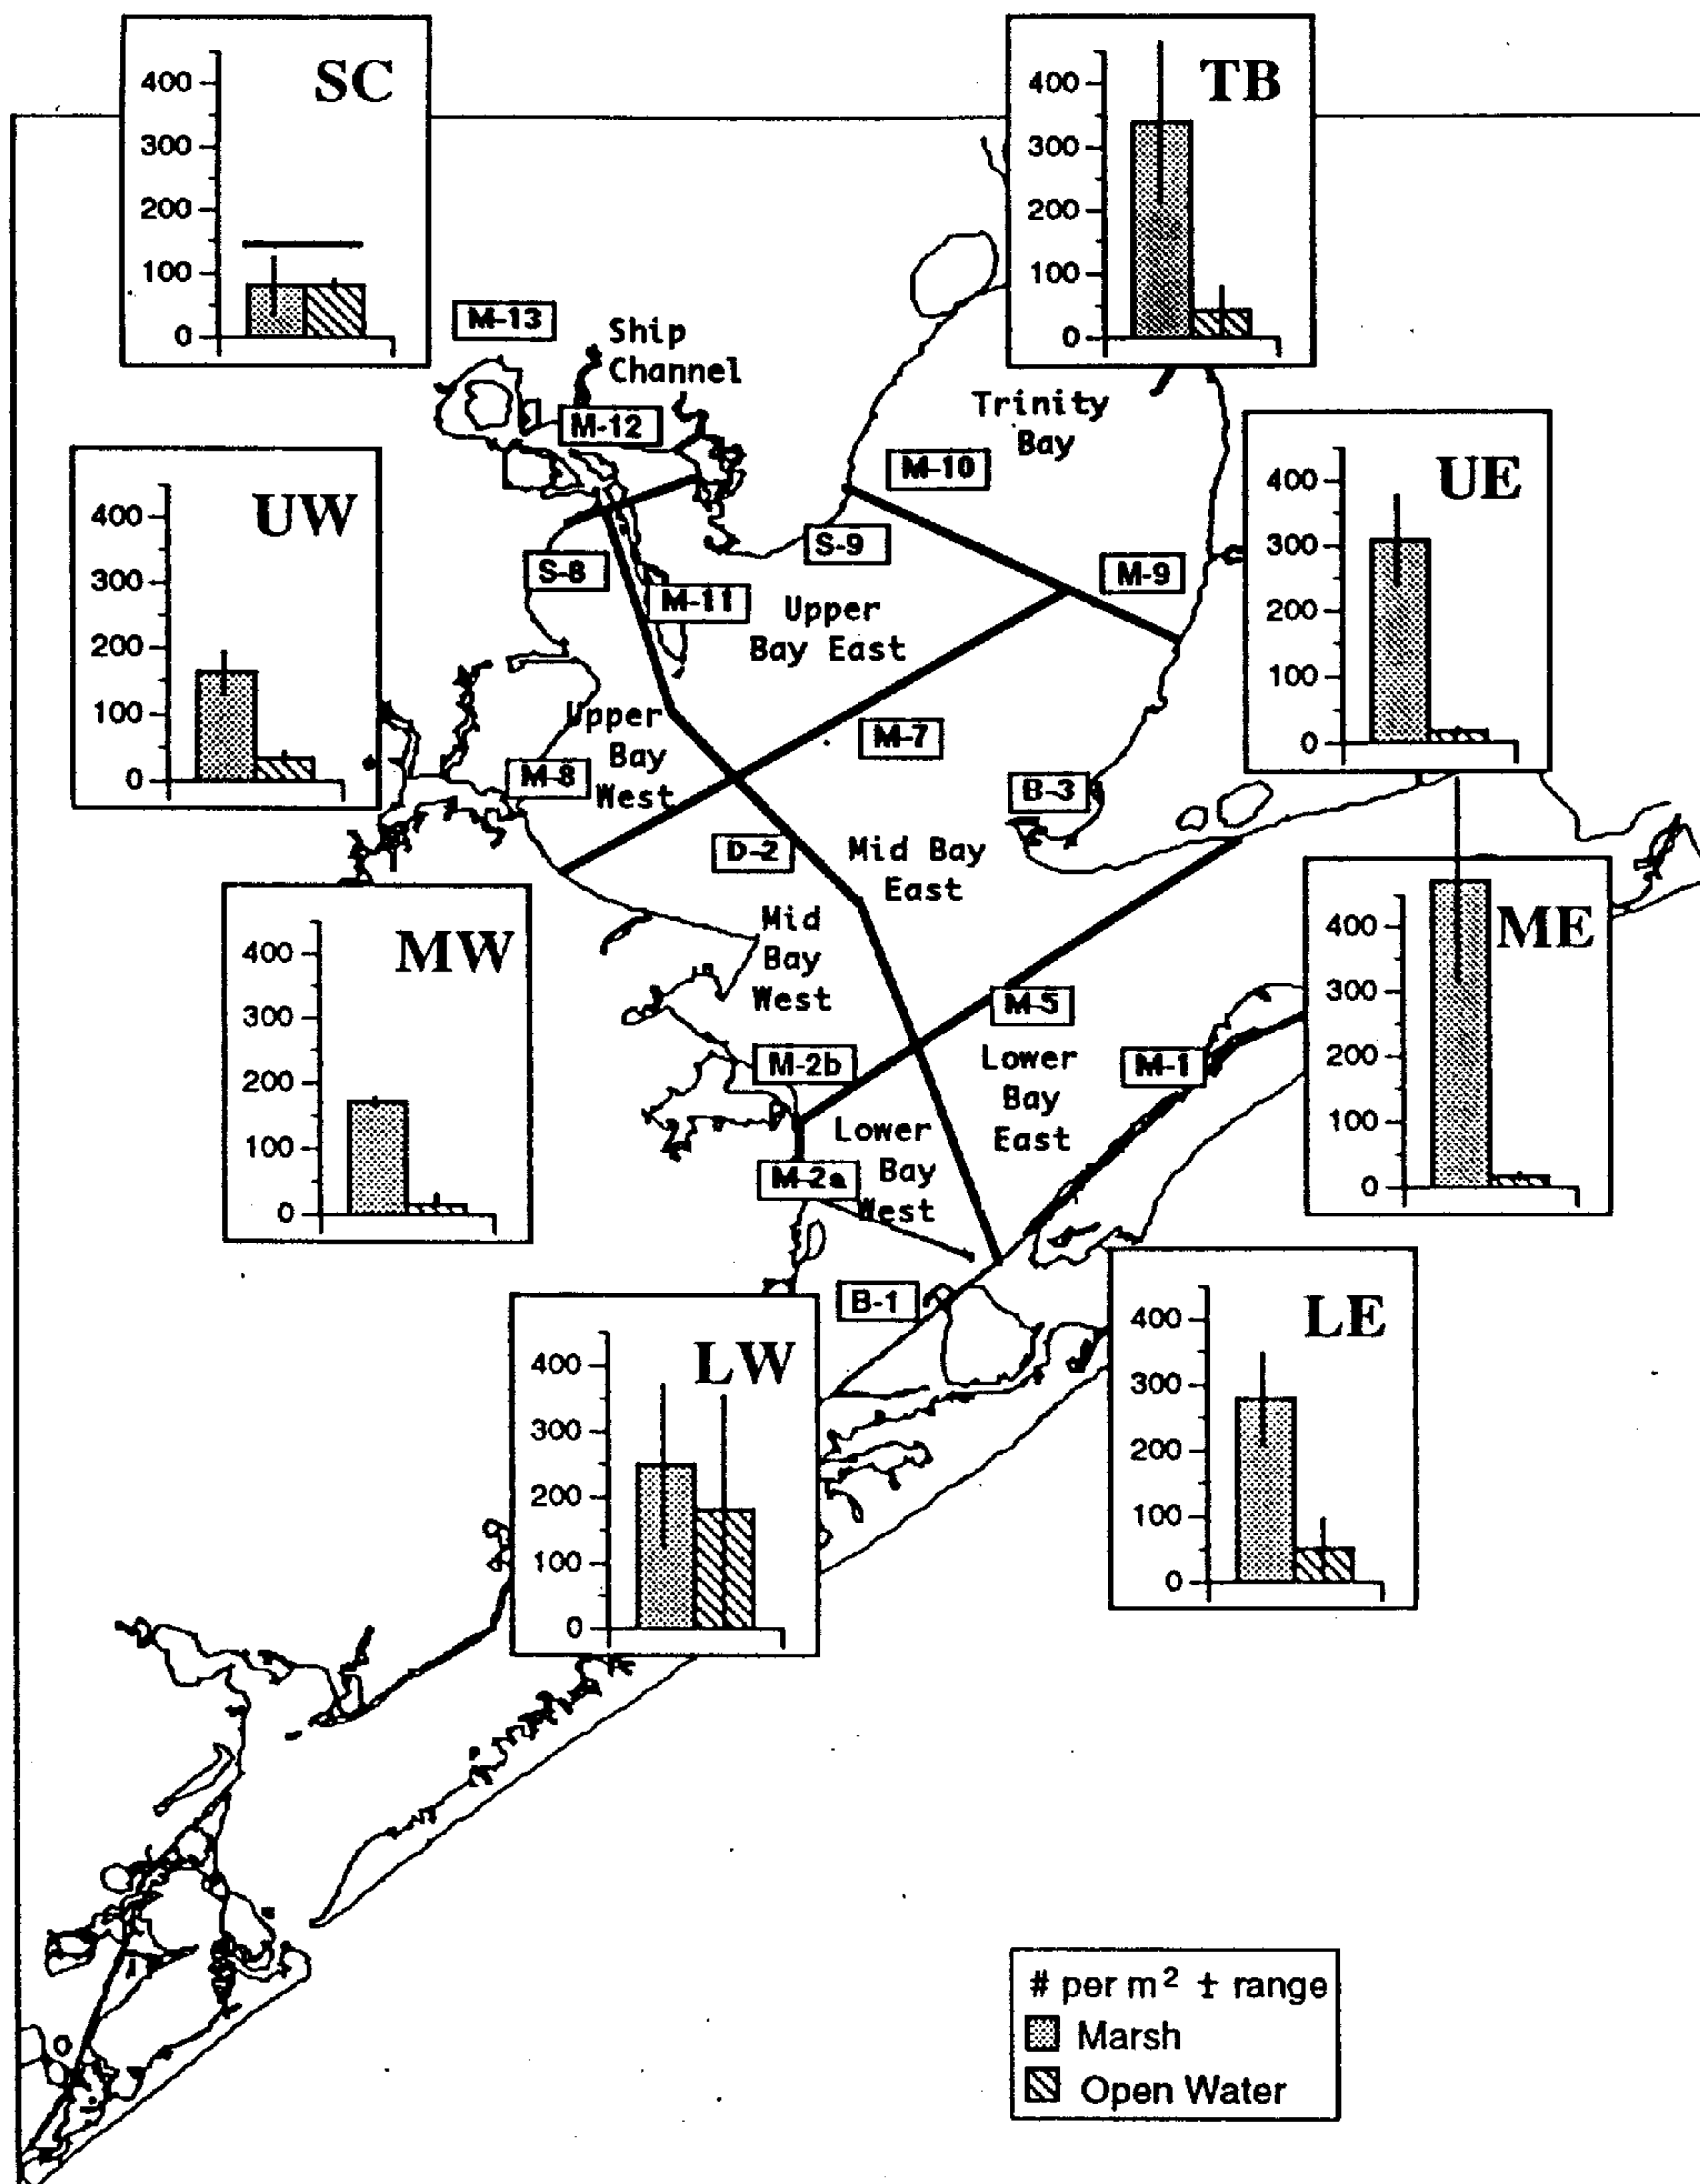 SC
400
300
200
100
0
TB
400
300
200
100
0
M-13
Ship
Channel
M-12
Trinity
Bay
M-10
UW
400
300
200
100
0
UE
400
300
200
100
0
S-9
S-8
M-9
M-11
Upper
Bay East
Upper
Bay
West
M-7
M-8
B-3
D-2
Mid Bay
East
MW
400
300
200
100
0
Mid
Bay
West
ME
400
300
200
100
0
M-5
M-2b
Lower
Bay
East
M-1
Lower
Bay
West
M-2a
B-1
LW
400
300
200
100
0
LE
400
300
200
100
0
# per m² ± range
Marsh
Open Water